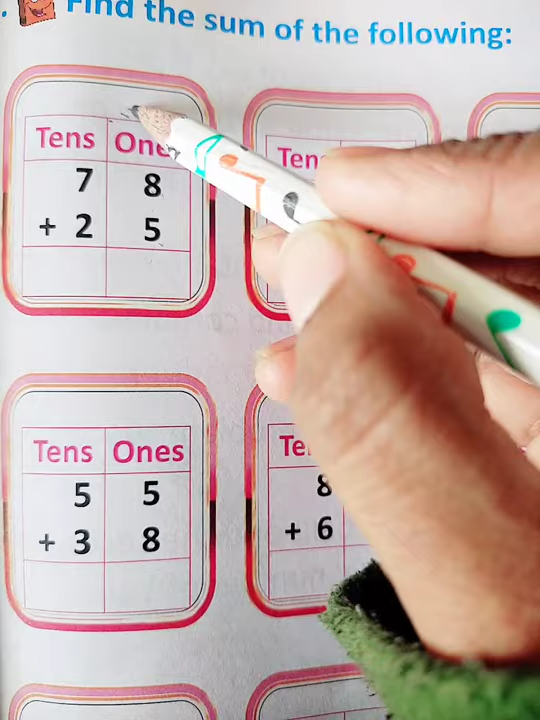 Find the sum of the following:
Tens
7 8
+ 2 5
Tens Ones
5 5
+ 3 8
8
+ 6